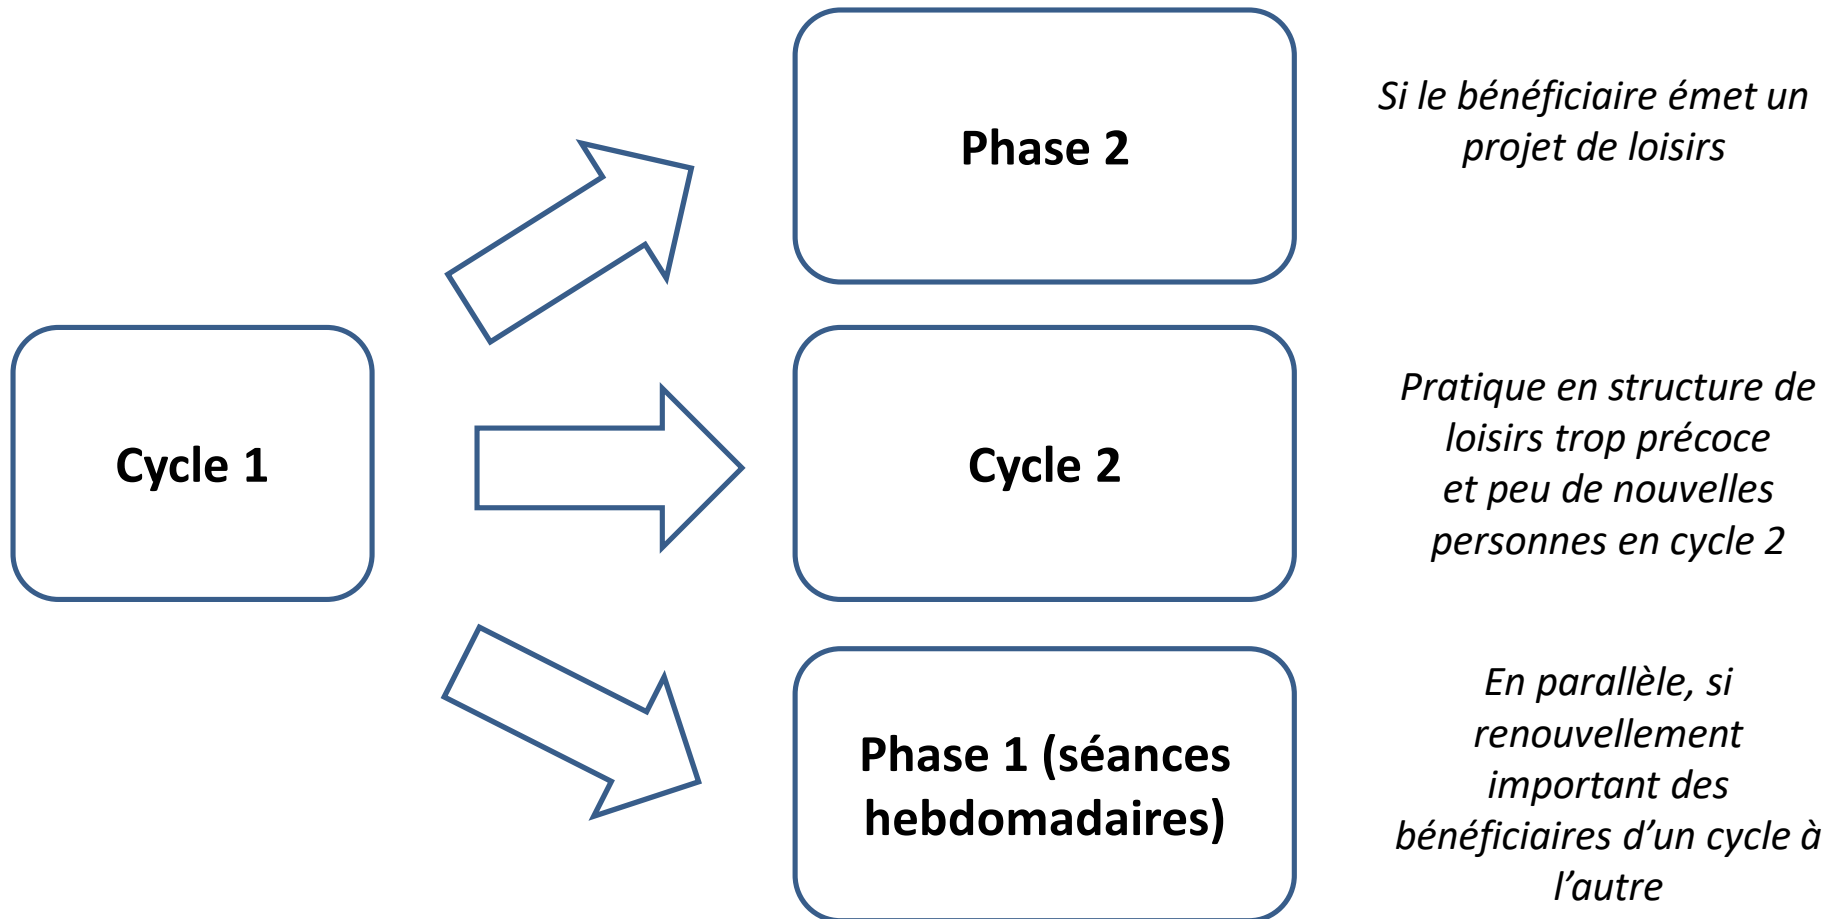 Phase 2
Si le bénéficiaire émet un
projet de loisirs
Cycle 1
Cycle 2
Pratique en structure de
loisirs trop précoce
et peu de nouvelles
personnes en cycle 2
Phase 1 (séances
hebdomadaires)
En parallèle, si
renouvellement
important des
bénéficiaires d’un cycle à
l’autre